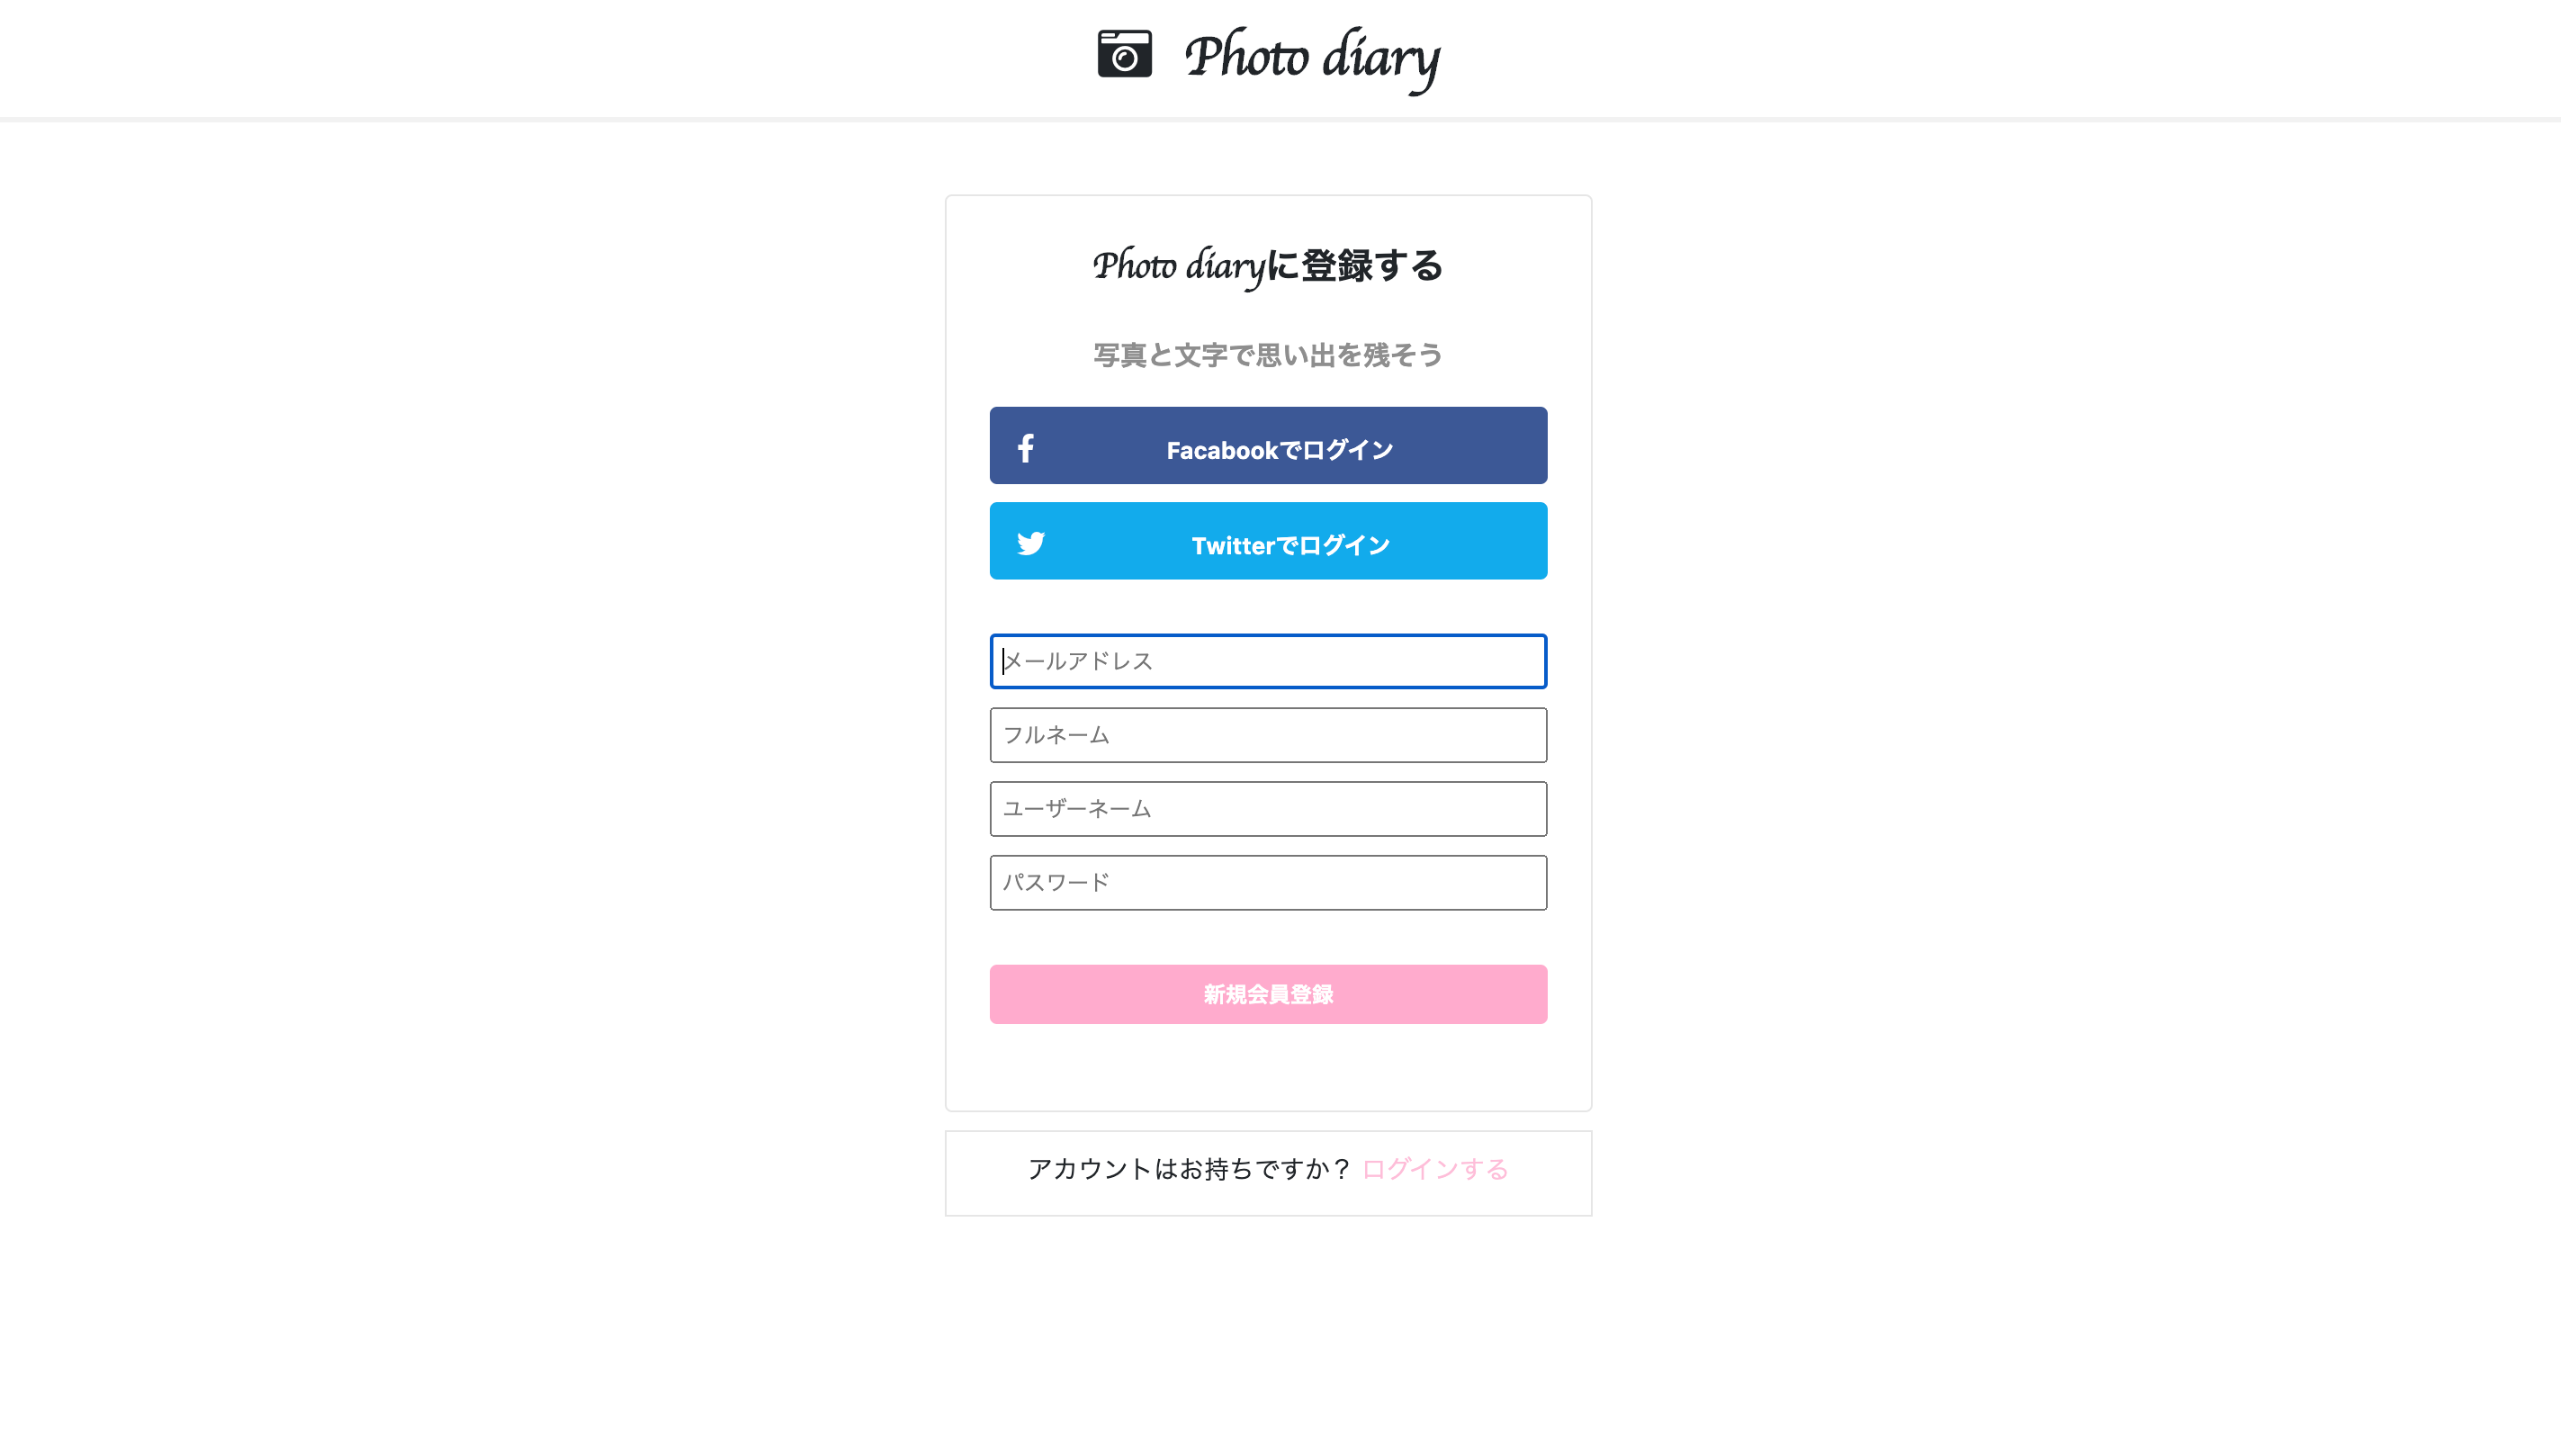 Photo diary
Photo diaryに登録する
写真と文字で思い出を残そう
Facabookでログイン
Twitterでログイン
メールアドレス
フルネーム
ユーザーネーム
パスワード
新規会員登録
アカウントはお持ちですか？ ログインする